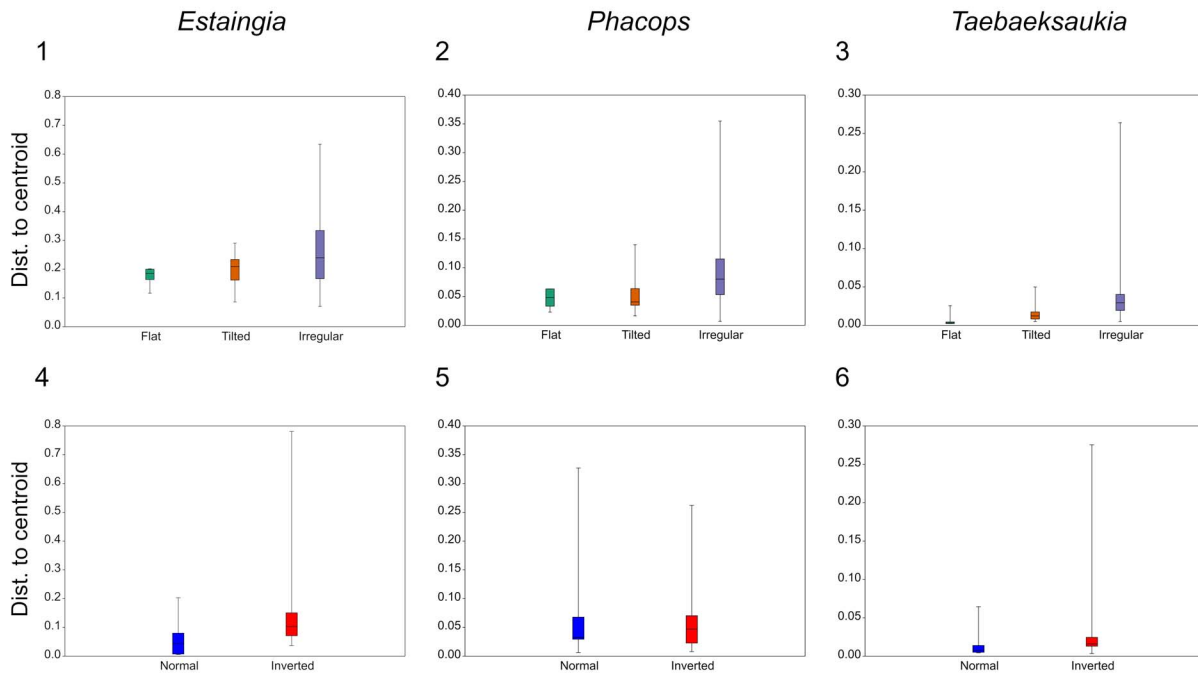 Estaingia
Phacops
Taebaeksaukia
1
2
3
Dist. to centroid
0.8
0.7
0.6
0.5
0.4
0.3
0.2
0.1
0.0
Flat
Tilted
Irregular
0.40
0.35
0.30
0.25
0.20
0.15
0.10
0.05
0.00
Flat
Tilted
Irregular
0.30
0.25
0.20
0.15
0.10
0.05
0.00
Flat
Tilted
Irregular
4
5
6
Dist. to centroid
0.8
0.7
0.6
0.5
0.4
0.3
0.2
0.1
0.0
Normal
Inverted
0.40
0.35
0.30
0.25
0.20
0.15
0.10
0.05
0.00
Normal
Inverted
0.30
0.25
0.20
0.15
0.10
0.05
0.00
Normal
Inverted